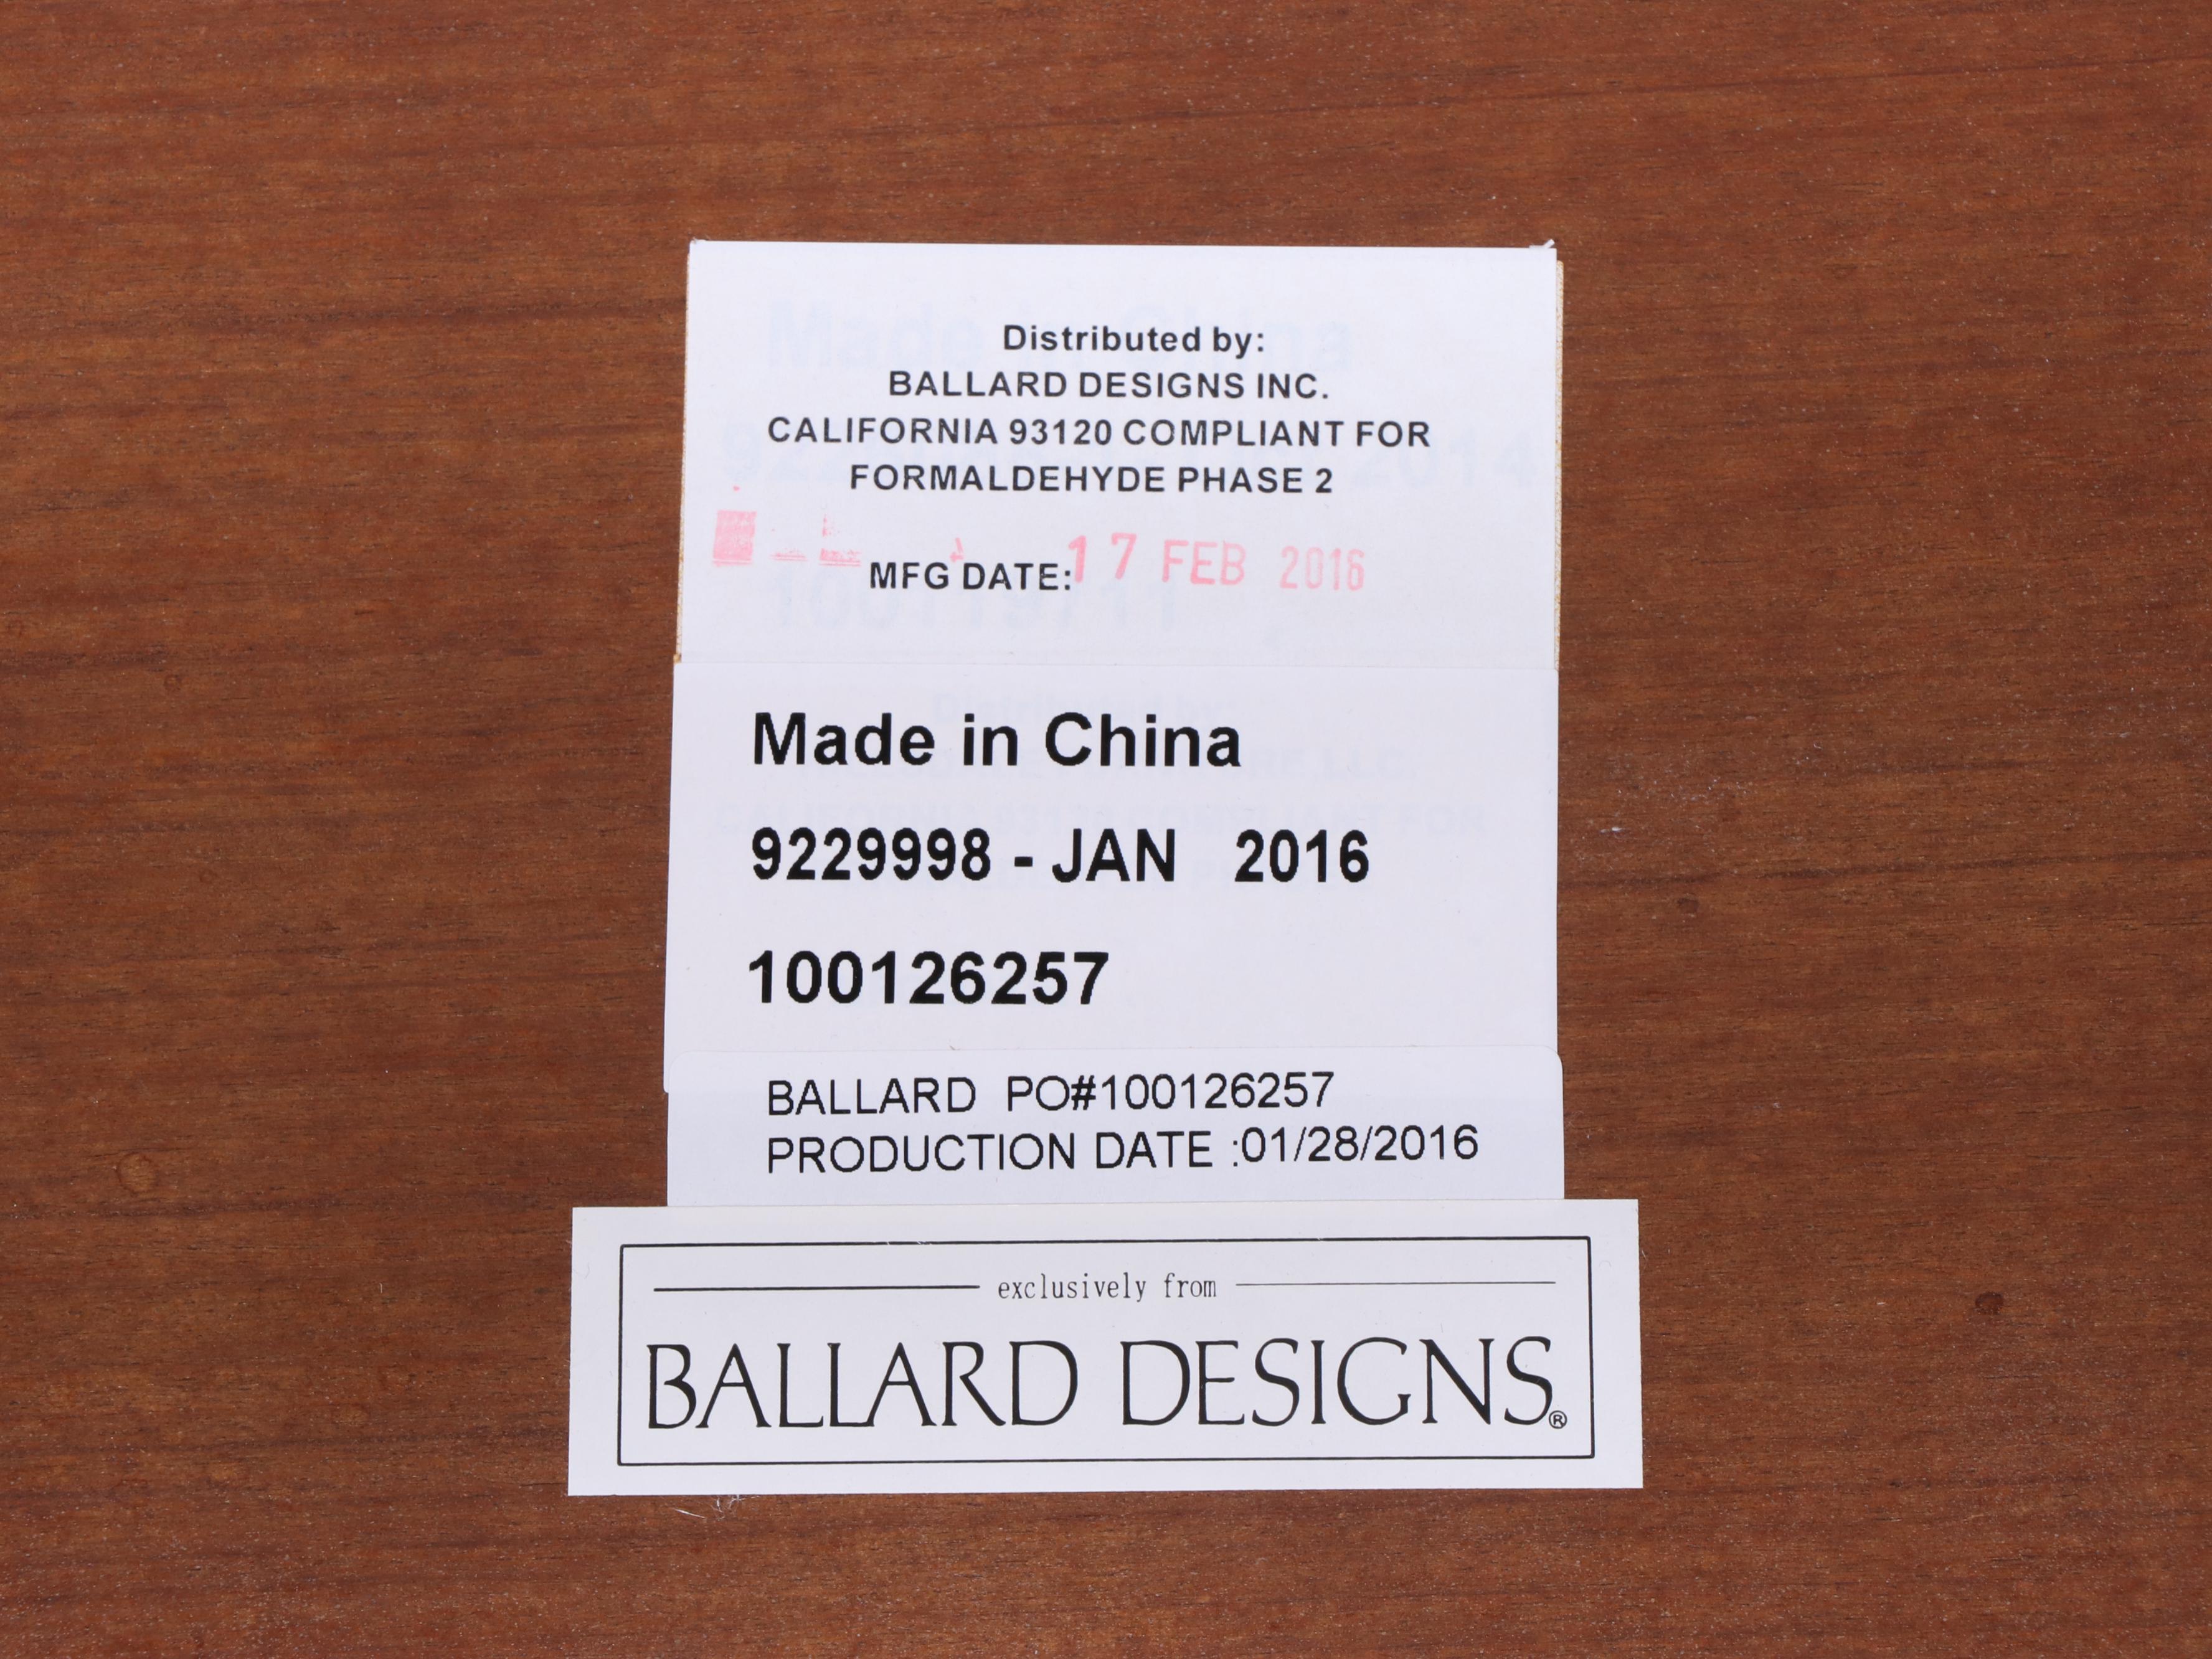 Distributed by:
BALLARD DESIGNS INC.
CALIFORNIA 93120 COMPLIANT FOR
FORMALDEHYDE PHASE 2
MFG DATE: 17 FEB 2016
Made in China
9229998 - JAN 2016
100126257
BALLARD PO#100126257
PRODUCTION DATE :01/28/2016
exclusively from
BALLARD DESIGNS®